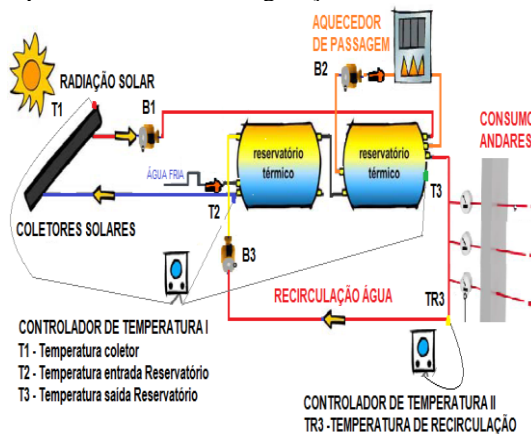 AQUECEDOR
DE PASSAGEM
B2
RADIAÇÃO SOLAR
T1
B1
CONSUMO
ANDARES
reservatório
térmico
reservatório
térmico
ÁGUA FRIA
T2
T3
COLETORES SOLARES
B3
RECIRCULAÇÃO ÁGUA
TR3
CONTROLADOR DE TEMPERATURA I
T1 - Temperatura coletor
T2 - Temperatura entrada Reservatório
T3 - Temperatura saída Reservatório
CONTROLADOR DE TEMPERATURA II
TR3 -TEMPERATURA DE RECIRCULAÇÃO